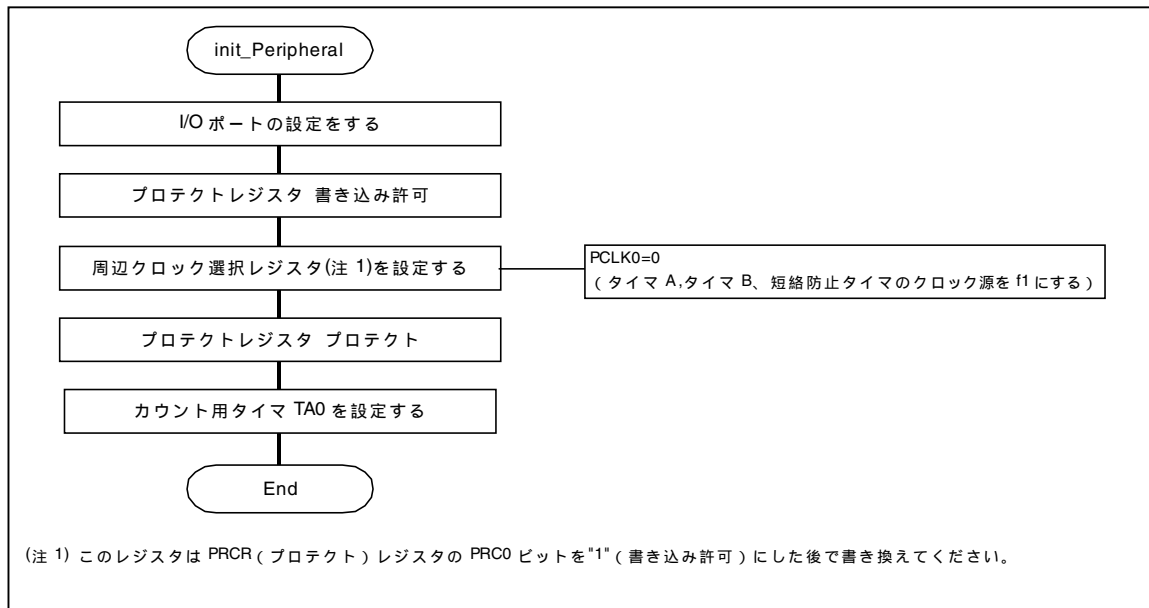 init_Peripheral
I/O ポートの設定をする
プロテクトレジスタ 書き込み許可
周辺クロック選択レジスタ(注 1)を設定する
PCLK0=0
(タイマ A,タイマ B、短絡防止タイマのクロック源を f1 にする)
プロテクトレジスタ プロテクト
カウント用タイマ TA0 を設定する
End
(注 1) このレジスタは PRCR(プロテクト)レジスタの PRC0 ビットを"1"(書き込み許可)にした後で書き換えてください。